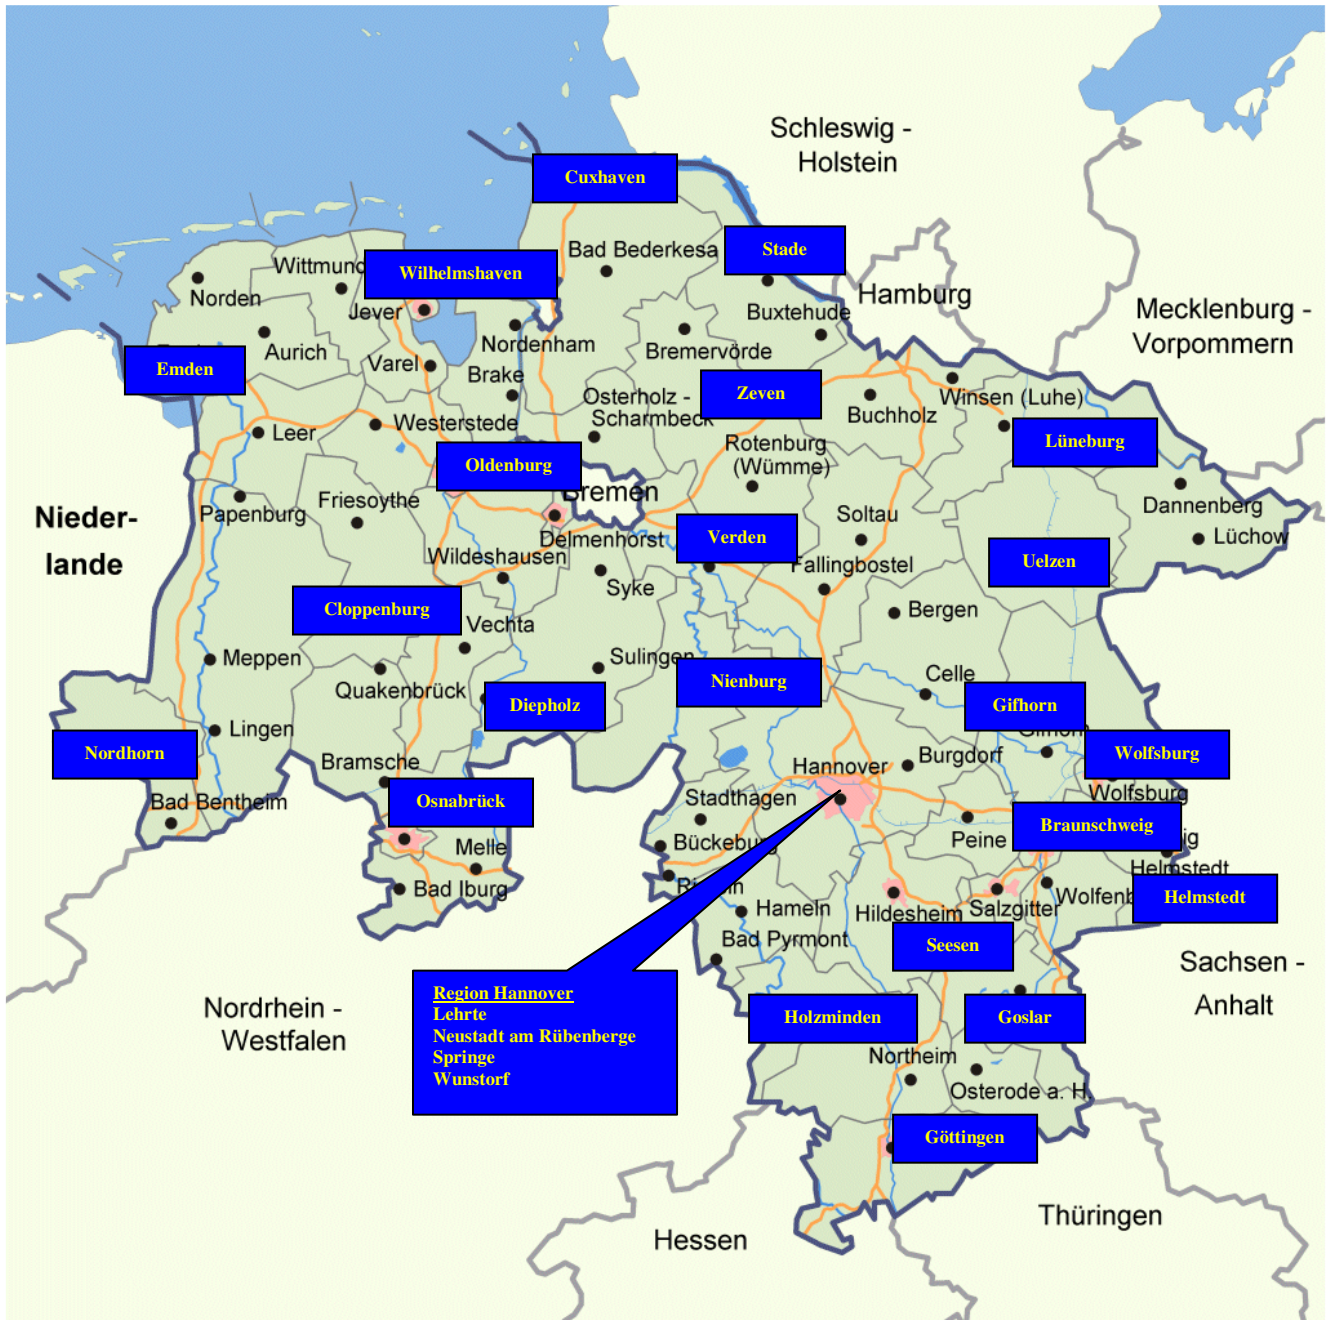 Schleswig -
Holstein
Cuxhaven
Stade
Bad Bederkesa
Wittmund
Wilhelmshaven
Norden
Jever
Hamburg
Buxtehude
Mecklenburg -
Vorpommern
Aurich
Nordenham
Bremervörde
Varel
Brake
Emden
Zeven
Osterholz -
Scharmbeck
Buchholz
Winsen (Luhe)
Leer
Westerstede
Lüneburg
Rotenburg
(Wümme)
Oldenburg
Bremen
Dannenberg
Papenburg
Friesoythe
Soltau
Nieder-
lande
Delmenhorst
Verden
Lüchow
Wildeshausen
Fallingbostel
Uelzen
Syke
Cloppenburg
Bergen
Vechta
Meppen
Sulingen
Quakenbrück
Nienburg
Celle
Diepholz
Gifhorn
Gifhorn
Lingen
Nordhorn
Bramsche
Hannover
Burgdorf
Wolfsburg
Wolfsburg
Bad Bentheim
Osnabrück
Stadthagen
Braunschweig
ig
Peine
Bückeburg
Melle
Helmstedt
Helmstedt
Bad Iburg
Wolfenb
Hameln
Hildesheim
Salzgitter
Bad Pyrmont
Seesen
Sachsen -
Anhalt
Region Hannover
Lehrte
Neustadt am Rübenberge
Springe
Wunstorf
Nordrhein -
Westfalen
Holzminden
Goslar
Northeim
Osterode a. H.
Göttingen
Thüringen
Hessen